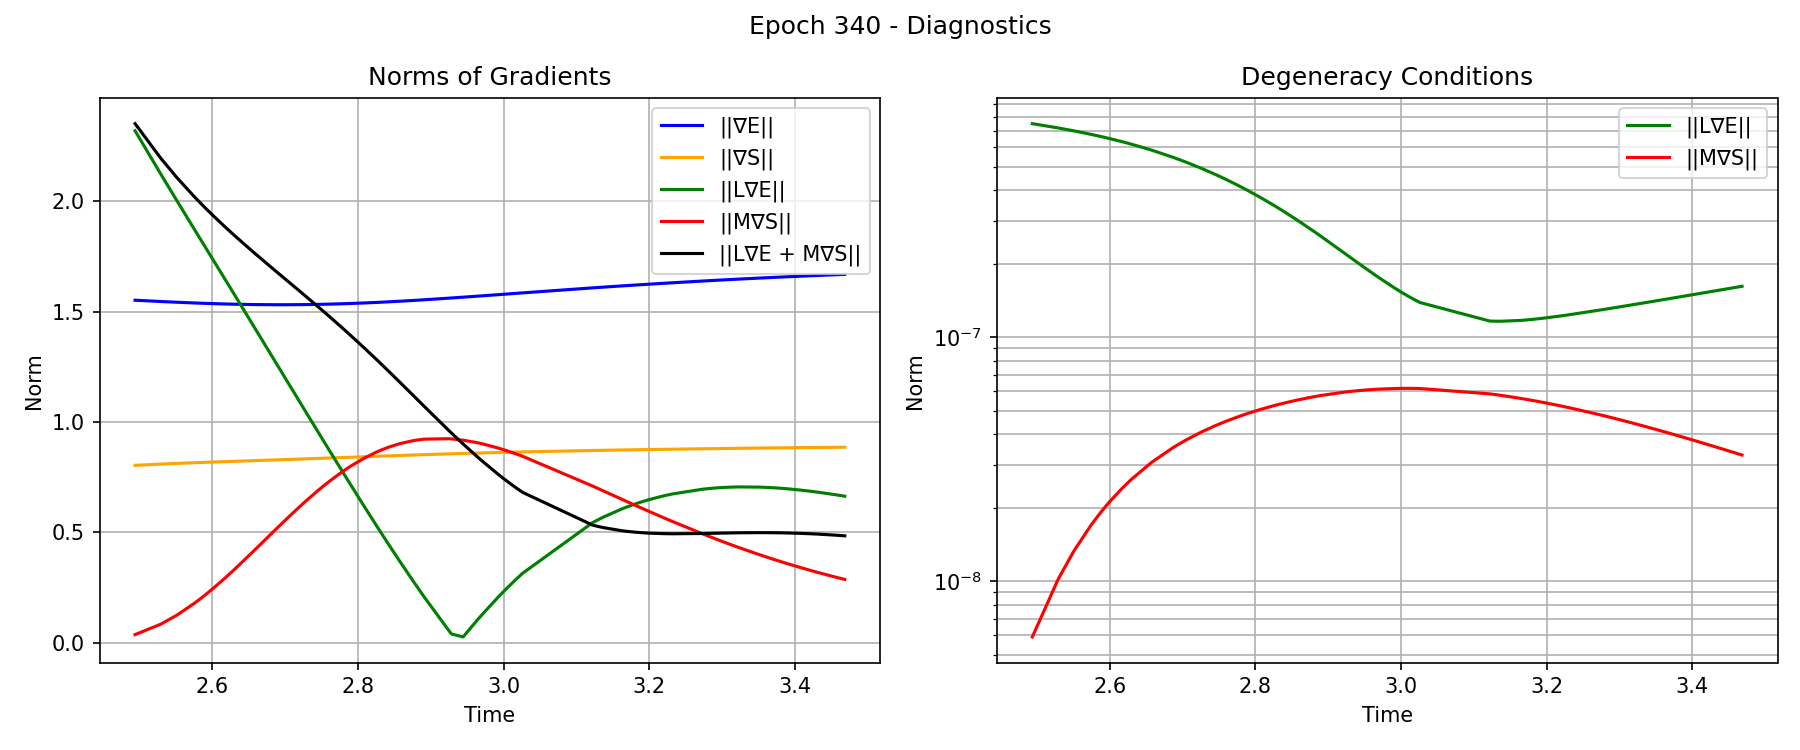 Epoch 340 - Diagnostics
Norms of Gradients
||∇E||
||∇S||
||L∇E||
||M∇S||
||L∇E + M∇S||
2.0
1.5
1.0
0.5
0.0
Norm
2.6 2.8 3.0 3.2 3.4
Time
Degeneracy Conditions
||L∇E||
||M∇S||
10⁻⁷
10⁻⁸
Norm
2.6 2.8 3.0 3.2 3.4
Time